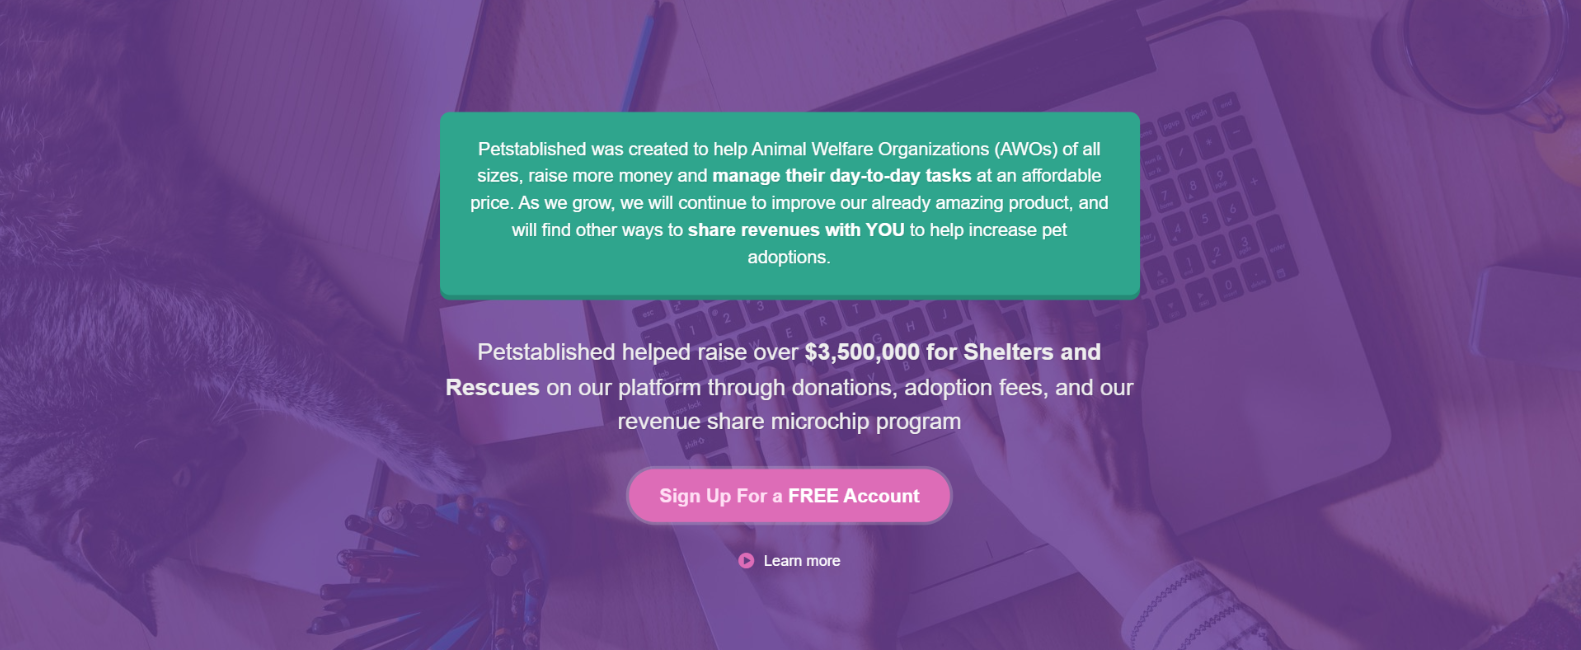 Petstablished was created to help Animal Welfare Organizations (AWOs) of all
sizes, raise more money and manage their day-to-day tasks at an affordable
price. As we grow, we will continue to improve our already amazing product, and
will find other ways to share revenues with YOU to help increase pet
adoptions.
Petstablished helped raise over $3,500,000 for Shelters and
Rescues on our platform through donations, adoption fees, and our
revenue share microchip program
Sign Up For a FREE Account
Learn more